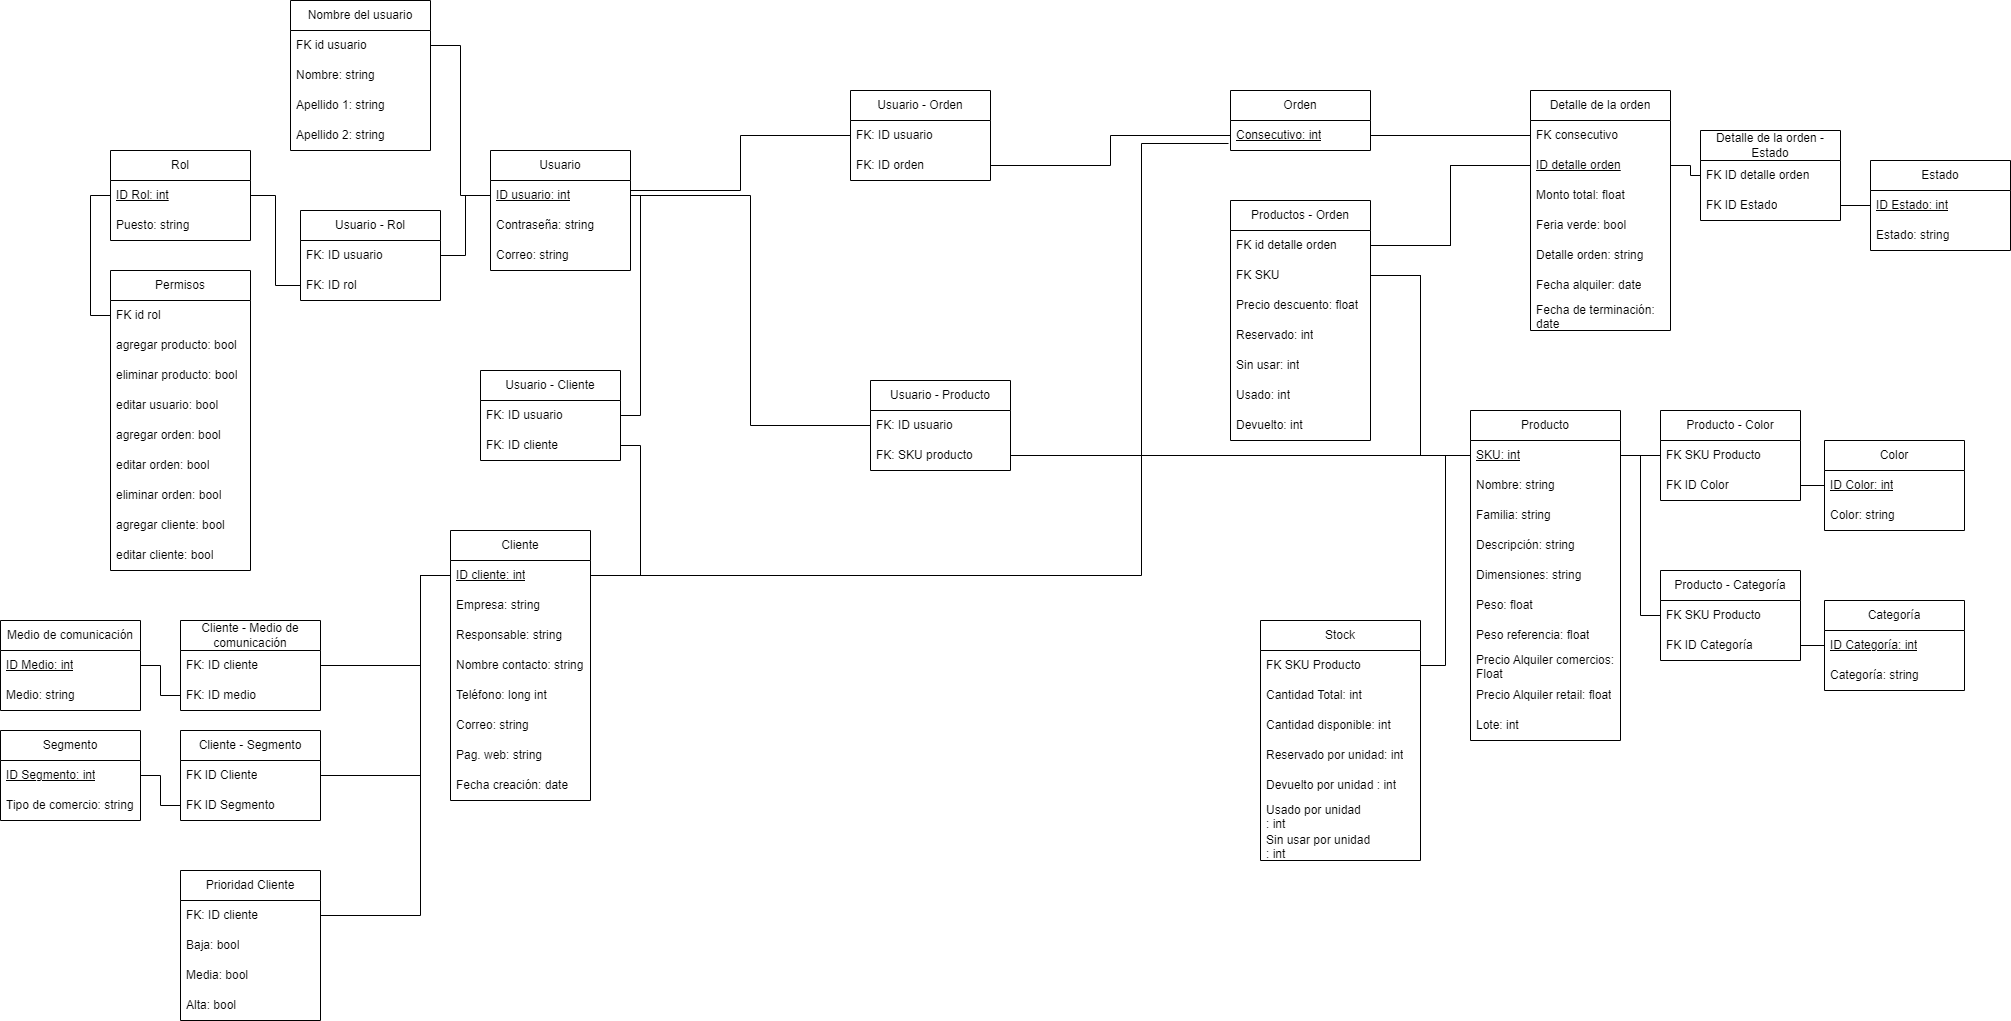 Nombre del usuario
FK id usuario
Nombre: string
Apellido 1: string
Apellido 2: string
Rol
ID Rol: int
Puesto: string
Permisos
FK id rol
agregar producto: bool
eliminar producto: bool
editar usuario: bool
agregar orden: bool
editar orden: bool
eliminar orden: bool
agregar cliente: bool
editar cliente: bool
Usuario - Rol
FK: ID usuario
FK: ID rol
Usuario
ID usuario: int
Contraseña: string
Correo: string
Usuario - Orden
FK: ID usuario
FK: ID orden
Orden
Consecutivo: int
Detalle de la orden
FK consecutivo
ID detalle orden
Monto total: float
Feria verde: bool
Detalle orden: string
Fecha alquiler: date
Fecha de terminación:
date
Detalle de la orden -
Estado
FK ID detalle orden
FK ID Estado
Estado
ID Estado: int
Estado: string
Productos - Orden
FK id detalle orden
FK SKU
Precio descuento: float
Reservado: int
Sin usar: int
Usado: int
Devuelto: int
Usuario - Cliente
FK: ID usuario
FK: ID cliente
Usuario - Producto
FK: ID usuario
FK: SKU producto
Producto
SKU: int
Nombre: string
Familia: string
Descripción: string
Dimensiones: string
Peso: float
Peso referencia: float
Precio Alquiler comercios:
Float
Precio Alquiler retail: float
Lote: int
Producto - Color
FK SKU Producto
FK ID Color
Color
ID Color: int
Color: string
Producto - Categoría
FK SKU Producto
FK ID Categoría
Categoría
ID Categoría: int
Categoría: string
Cliente
ID cliente: int
Empresa: string
Responsable: string
Nombre contacto: string
Teléfono: long int
Correo: string
Pag. web: string
Fecha creación: date
Medio de comunicación
ID Medio: int
Medio: string
Cliente - Medio de
comunicación
FK: ID cliente
FK: ID medio
Segmento
ID Segmento: int
Tipo de comercio: string
Cliente - Segmento
FK ID Cliente
FK ID Segmento
Prioridad Cliente
FK: ID cliente
Baja: bool
Media: bool
Alta: bool
Stock
FK SKU Producto
Cantidad Total: int
Cantidad disponible: int
Reservado por unidad: int
Devuelto por unidad : int
Usado por unidad
: int
Sin usar por unidad
: int